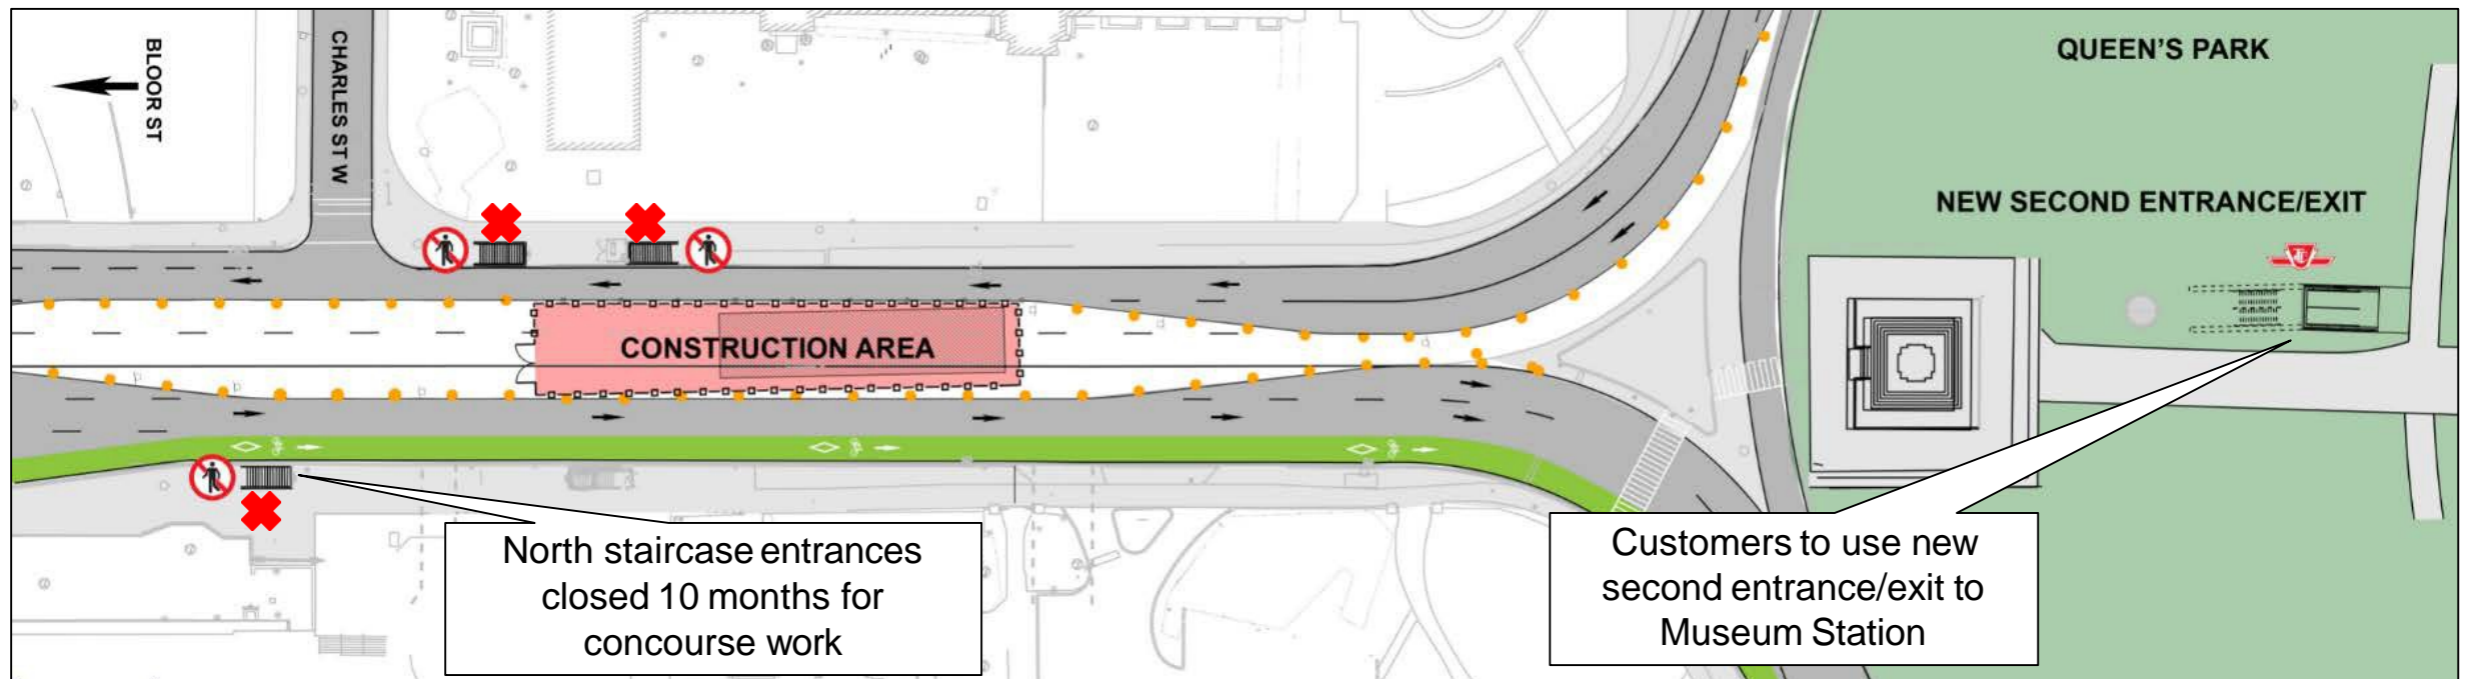 BLOOR ST
CHARLES ST W
QUEEN'S PARK
NEW SECOND ENTRANCE/EXIT
CONSTRUCTION AREA
North staircase entrances
closed 10 months for
concourse work
Customers to use new
second entrance/exit to
Museum Station